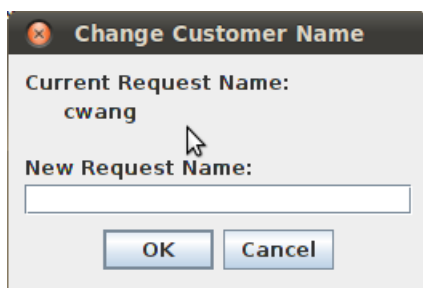 Change Customer Name
Current Request Name:
cwang
New Request Name:
OK Cancel